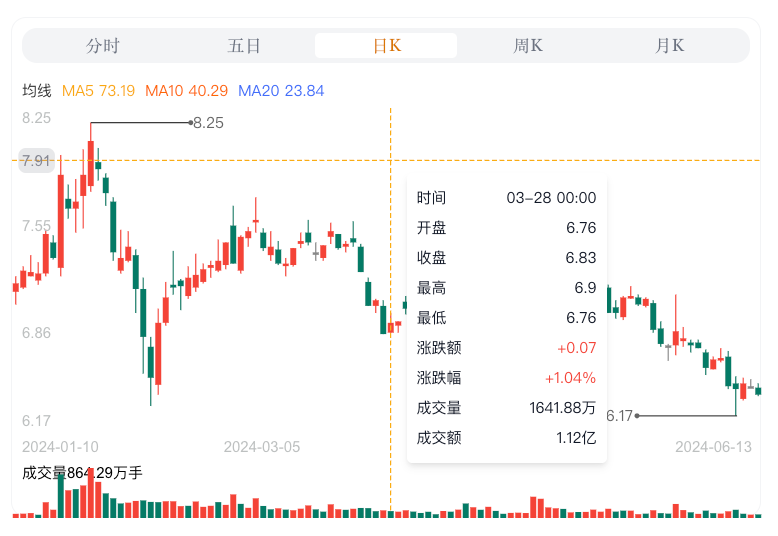 分时 五日 日K 周K 月K
均线 MA5 73.19 MA10 40.29 MA20 23.84
8.25
8.25
7.91
时间 03-28 00:00
开盘 6.76
7.55
收盘 6.83
最高 6.9
最低 6.76
6.86
涨跌额 +0.07
涨跌幅 +1.04%
成交量 1641.88万
6.17
6.17
成交额 1.12亿
2024-01-10 2024-03-05 2024-06-13
成交量864.29万手